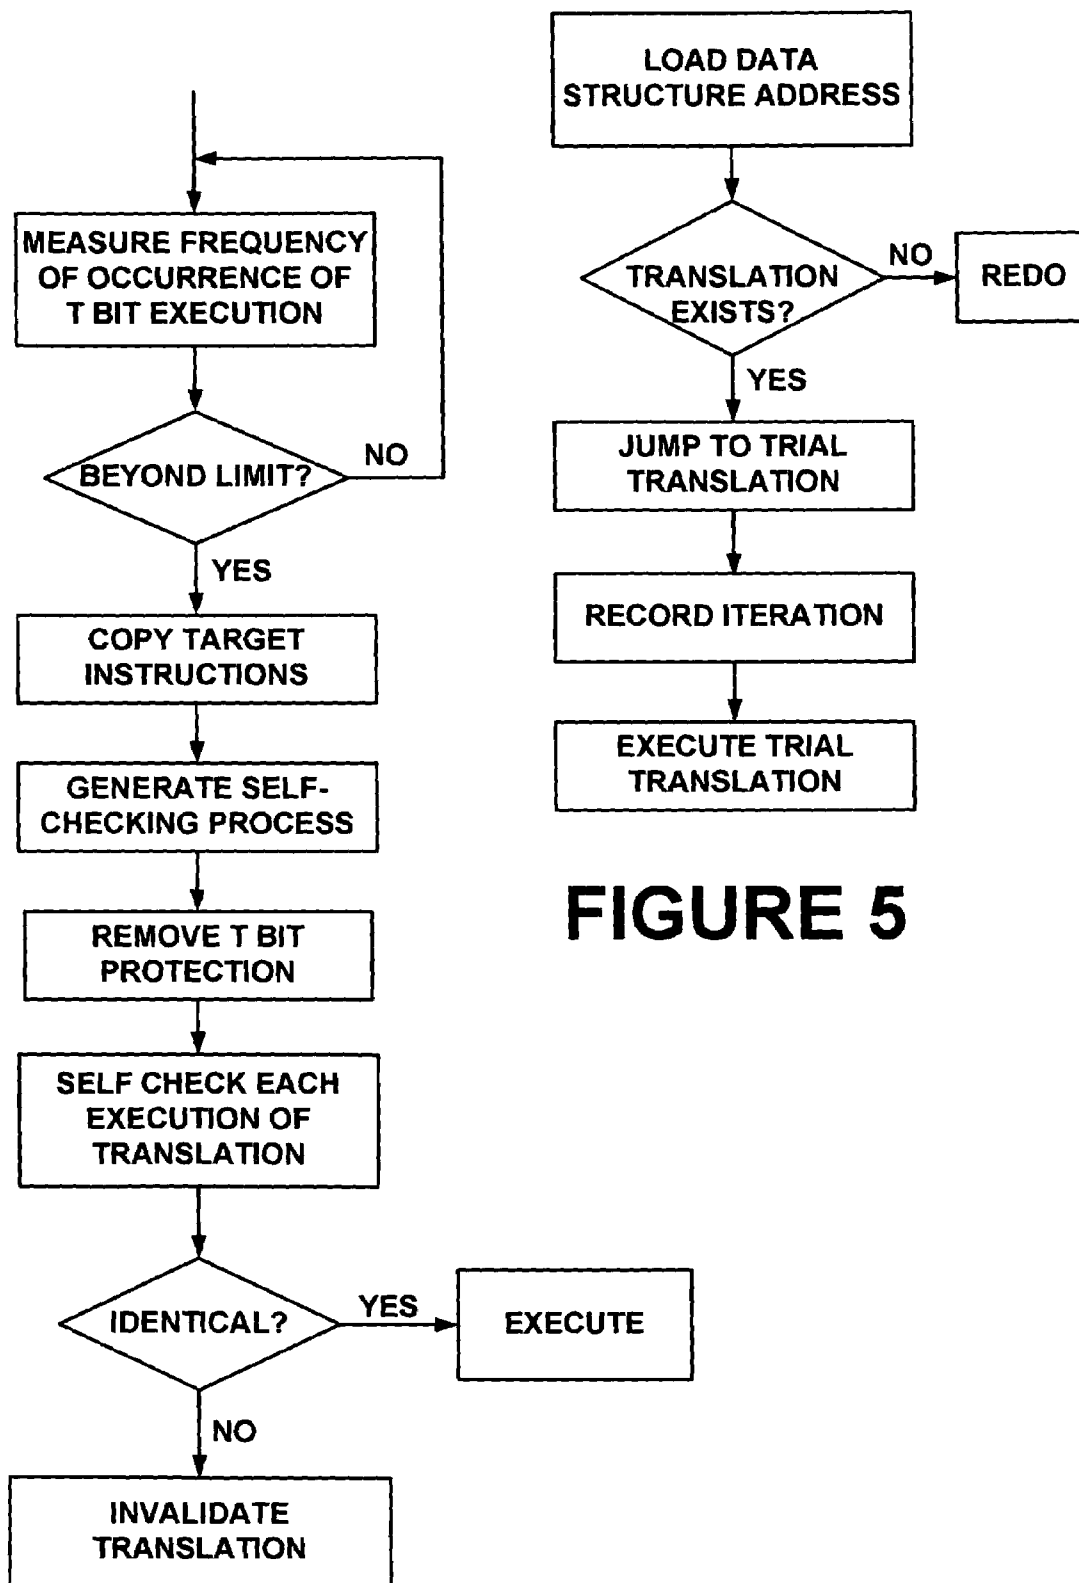 MEASURE FREQUENCY
OF OCCURRENCE OF
T BIT EXECUTION
BEYOND LIMIT?
NO
YES
COPY TARGET
INSTRUCTIONS
GENERATE SELF-
CHECKING PROCESS
REMOVE T BIT
PROTECTION
SELF CHECK EACH
EXECUTION OF
TRANSLATION
IDENTICAL?
YES
EXECUTE
NO
INVALIDATE
TRANSLATION
LOAD DATA
STRUCTURE ADDRESS
TRANSLATION
EXISTS?
NO
REDO
YES
JUMP TO TRIAL
TRANSLATION
RECORD ITERATION
EXECUTE TRIAL
TRANSLATION
FIGURE 5